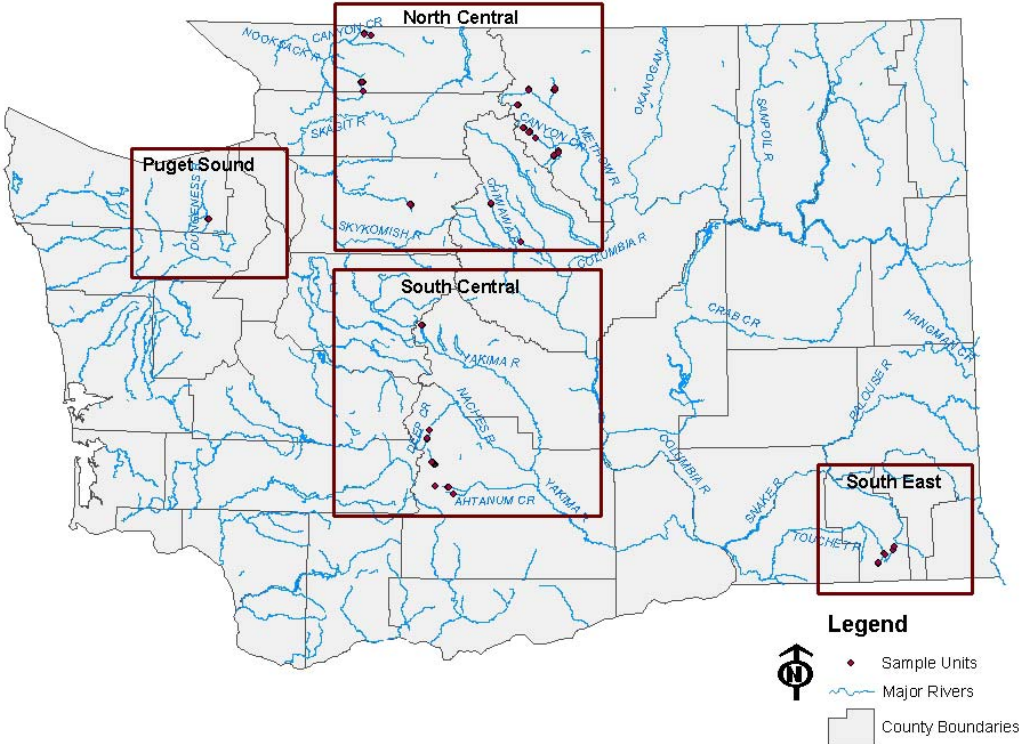 North Central
CANYON CR
NOOKSACK R
OKANOGAN R
SANPOIL R
SKAGIT R
CANYON CR
METHOW R
Puget Sound
DUNGENESS R
CHIWAWA R
SKYKOMISH R
COLUMBIA R
South Central
CRAB CR
HANGMAN CR
YAKIMA R
PALOUSE R
NACHES R
DEEP CR
COLUMBIA R
South East
SNAKE R
YAKIMA R
AHTANUM CR
TOUCHET R
Legend
N
Sample Units
Major Rivers
County Boundaries